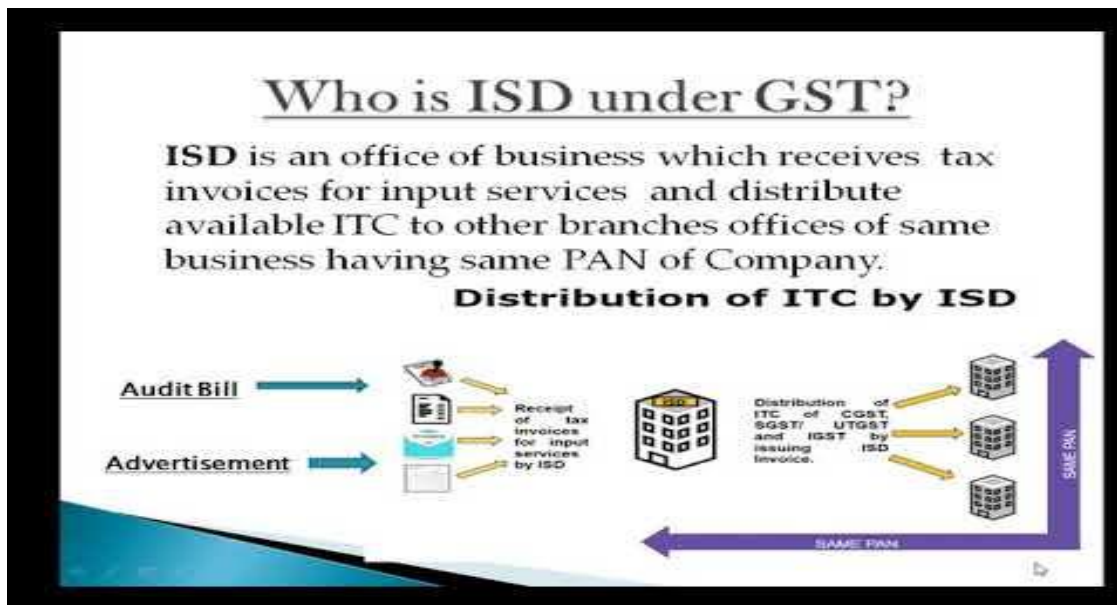 Who is ISD under GST?
ISD is an office of business which receives tax
invoices for input services and distribute
available ITC to other branches offices of same
business having same PAN of Company.
Distribution of ITC by ISD
Audit Bill
Advertisement
Receipt
of tax
invoices
for input
services
by ISD
ISD
Distribution of
ITC of CGST,
SGST/ UTGST
and IGST by
issuing ISD
Invoice.
SAME PAN
SAME PAN